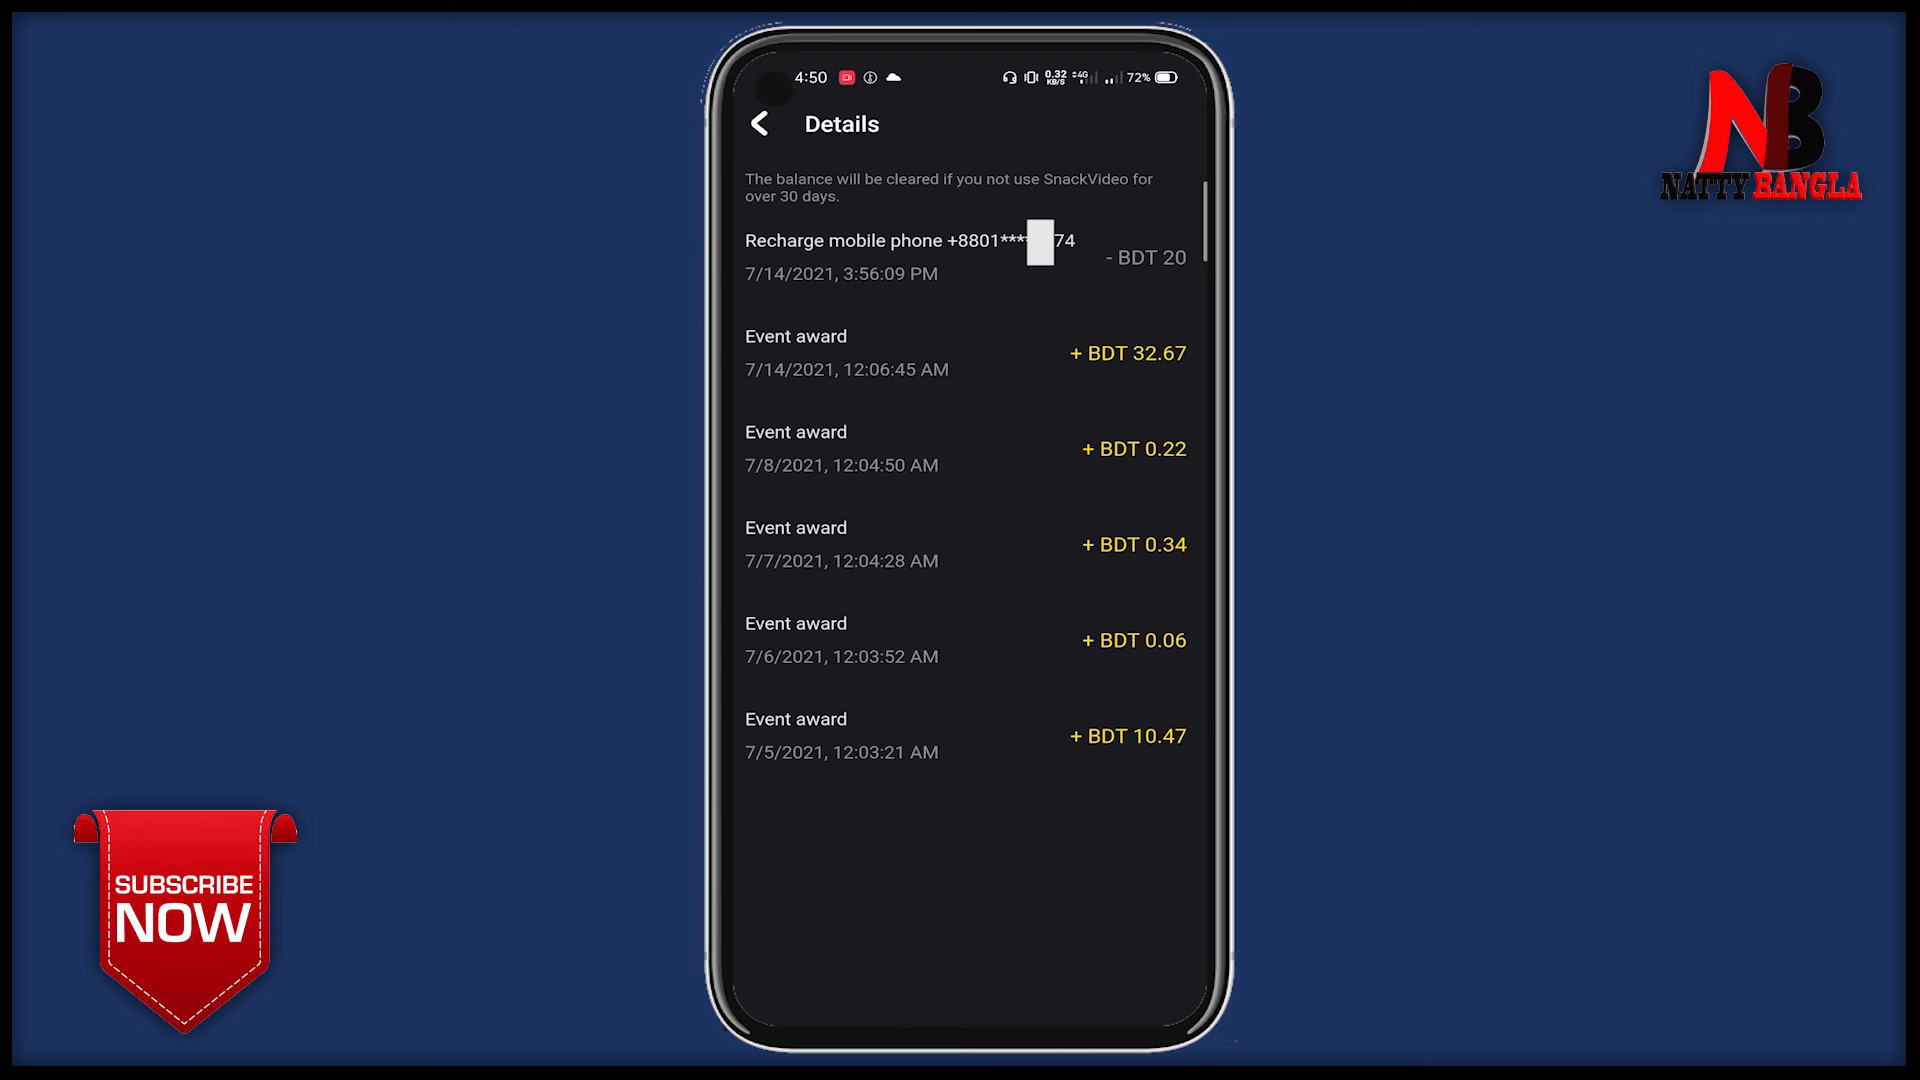 4:50
0.32
KB/S
4G
72%
NB
NATTY BANGLA
Details
The balance will be cleared if you not use SnackVideo for
over 30 days.
Recharge mobile phone +8801*** 74
7/14/2021, 3:56:09 PM
- BDT 20
Event award
7/14/2021, 12:06:45 AM
+ BDT 32.67
Event award
7/8/2021, 12:04:50 AM
+ BDT 0.22
Event award
7/7/2021, 12:04:28 AM
+ BDT 0.34
Event award
7/6/2021, 12:03:52 AM
+ BDT 0.06
Event award
7/5/2021, 12:03:21 AM
+ BDT 10.47
SUBSCRIBE
NOW